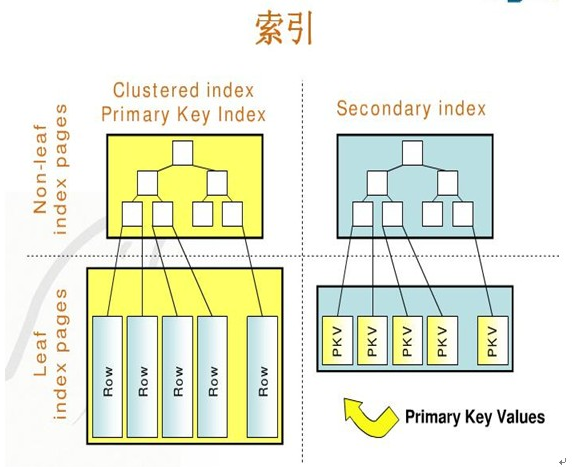 索引
Clustered index
Primary Key Index
Secondary index
Non-leaf
index pages
Leaf
index pages
Row
Row
Row
Row
Row
PKV
PKV
PKV
PKV
PKV
Primary Key Values